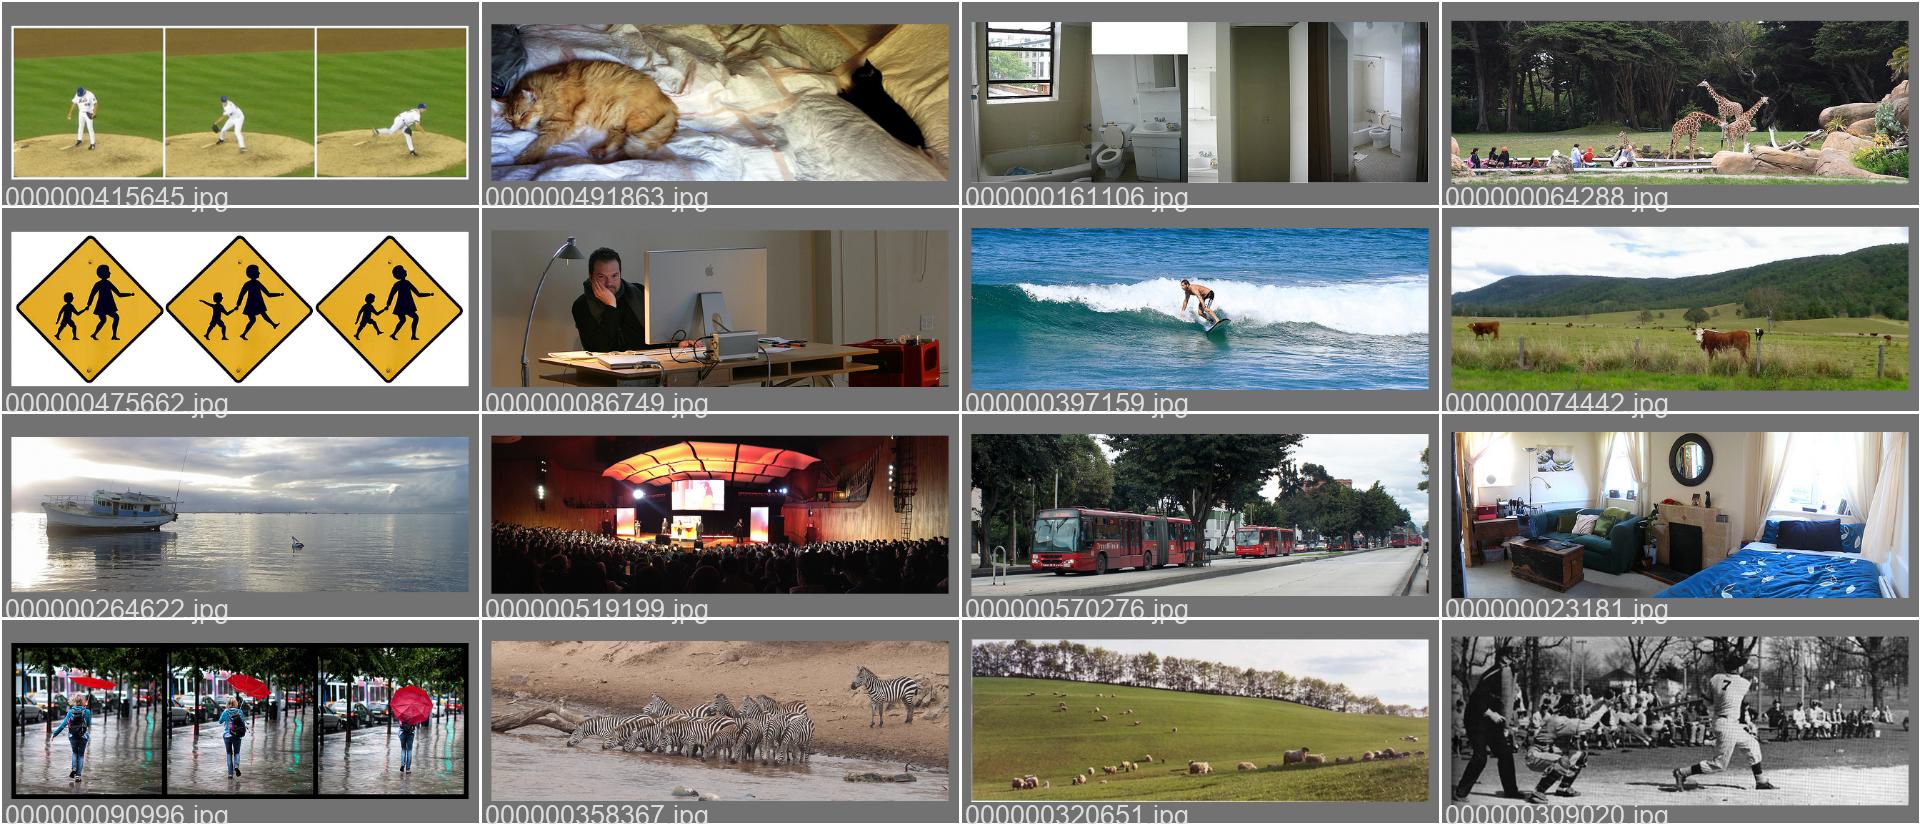 000000415645.jpg
000000491863.jpg
000000161106.jpg
000000064288.jpg
000000475662.jpg
000000086749.jpg
000000397159.jpg
000000074442.jpg
000000264622.jpg
000000519199.jpg
000000570276.jpg
000000023181.jpg
000000090996.jpg
000000358367.jpg
000000320651.jpg
7
000000309020.jpg